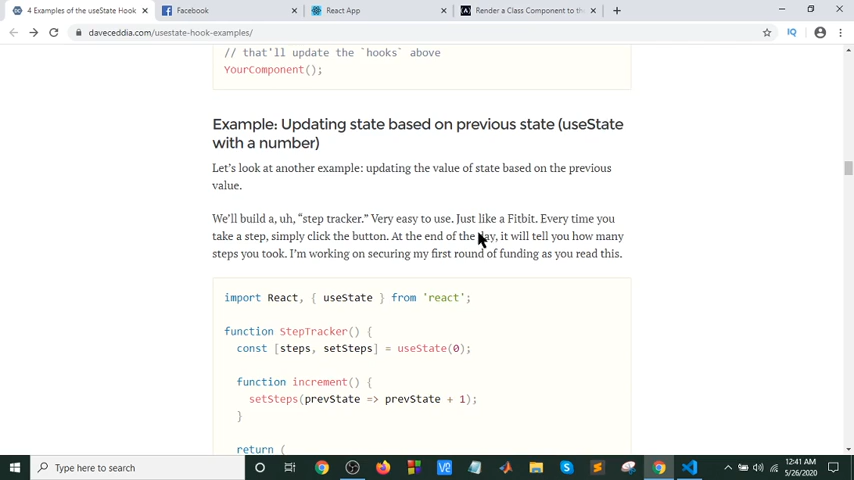 4 Examples of the useState Hook
Facebook
React App
Render a Class Component to th
daveceddia.com/usestate-hook-examples/
IQ
// that'll update the `hooks` above
YourComponent();
Example: Updating state based on previous state (useState
with a number)
Let's look at another example: updating the value of state based on the previous
value.
We'll build a, uh, “step tracker.” Very easy to use. Just like a Fitbit. Every time you
take a step, simply click the button. At the end of the day, it will tell you how many
steps you took. I'm working on securing my first round of funding as you read this.
import React, { useState } from 'react';
function StepTracker() {
const [steps, setSteps] = useState(0);
function increment() {
setSteps(prevState => prevState + 1);
}
return (
Type here to search
12:41 AM
5/26/2020